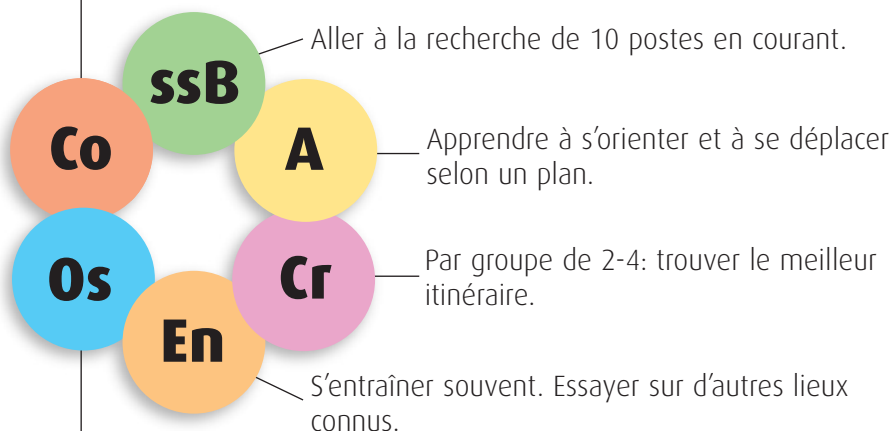 ssB
Aller à la recherche de 10 postes en courant.
Co
A
Apprendre à s’orienter et à se déplacer
selon un plan.
Os
Cr
Par groupe de 2-4: trouver le meilleur
itinéraire.
En
S’entraîner souvent. Essayer sur d’autres lieux
connus.